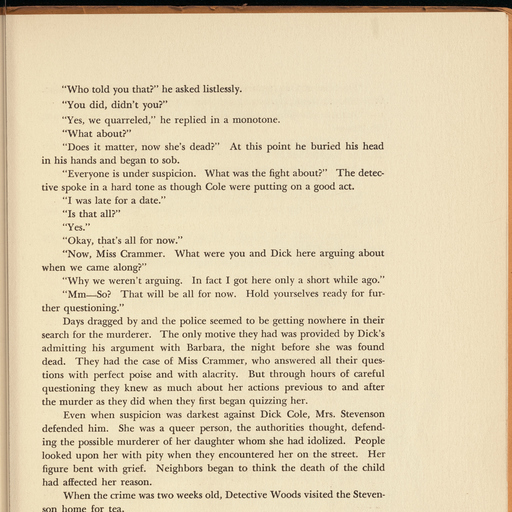 "Who told you that?" he asked listlessly.
"You did, didn't you?"
"Yes, we quarreled," he replied in a monotone.
"What about?"
"Does it matter, now she's dead?" At this point he buried his head
in his hands and began to sob.
"Everyone is under suspicion. What was the fight about?" The detec-
tive spoke in a hard tone as though Cole were putting on a good act.
"I was late for a date."
"Is that all?"
"Yes."
"Okay, that's all for now."
"Now, Miss Crammer. What were you and Dick here arguing about
when we came along?"
"Why we weren't arguing. In fact I got here only a short while ago."
"Mm—So? That will be all for now. Hold yourselves ready for fur-
ther questioning."
Days dragged by and the police seemed to be getting nowhere in their
search for the murderer. The only motive they had was provided by Dick's
admitting his argument with Barbara, the night before she was found
dead. They had the case of Miss Crammer, who answered all their ques-
tions with perfect poise and with alacrity. But through hours of careful
questioning they knew as much about her actions previous to and after
the murder as they did when they first began quizzing her.
Even when suspicion was darkest against Dick Cole, Mrs. Stevenson
defended him. She was a queer person, the authorities thought, defend-
ing the possible murderer of her daughter whom she had idolized. People
looked upon her with pity when they encountered her on the street. Her
figure bent with grief. Neighbors began to think the death of the child
had affected her reason.
When the crime was two weeks old, Detective Woods visited the Steven-
son home for tea.